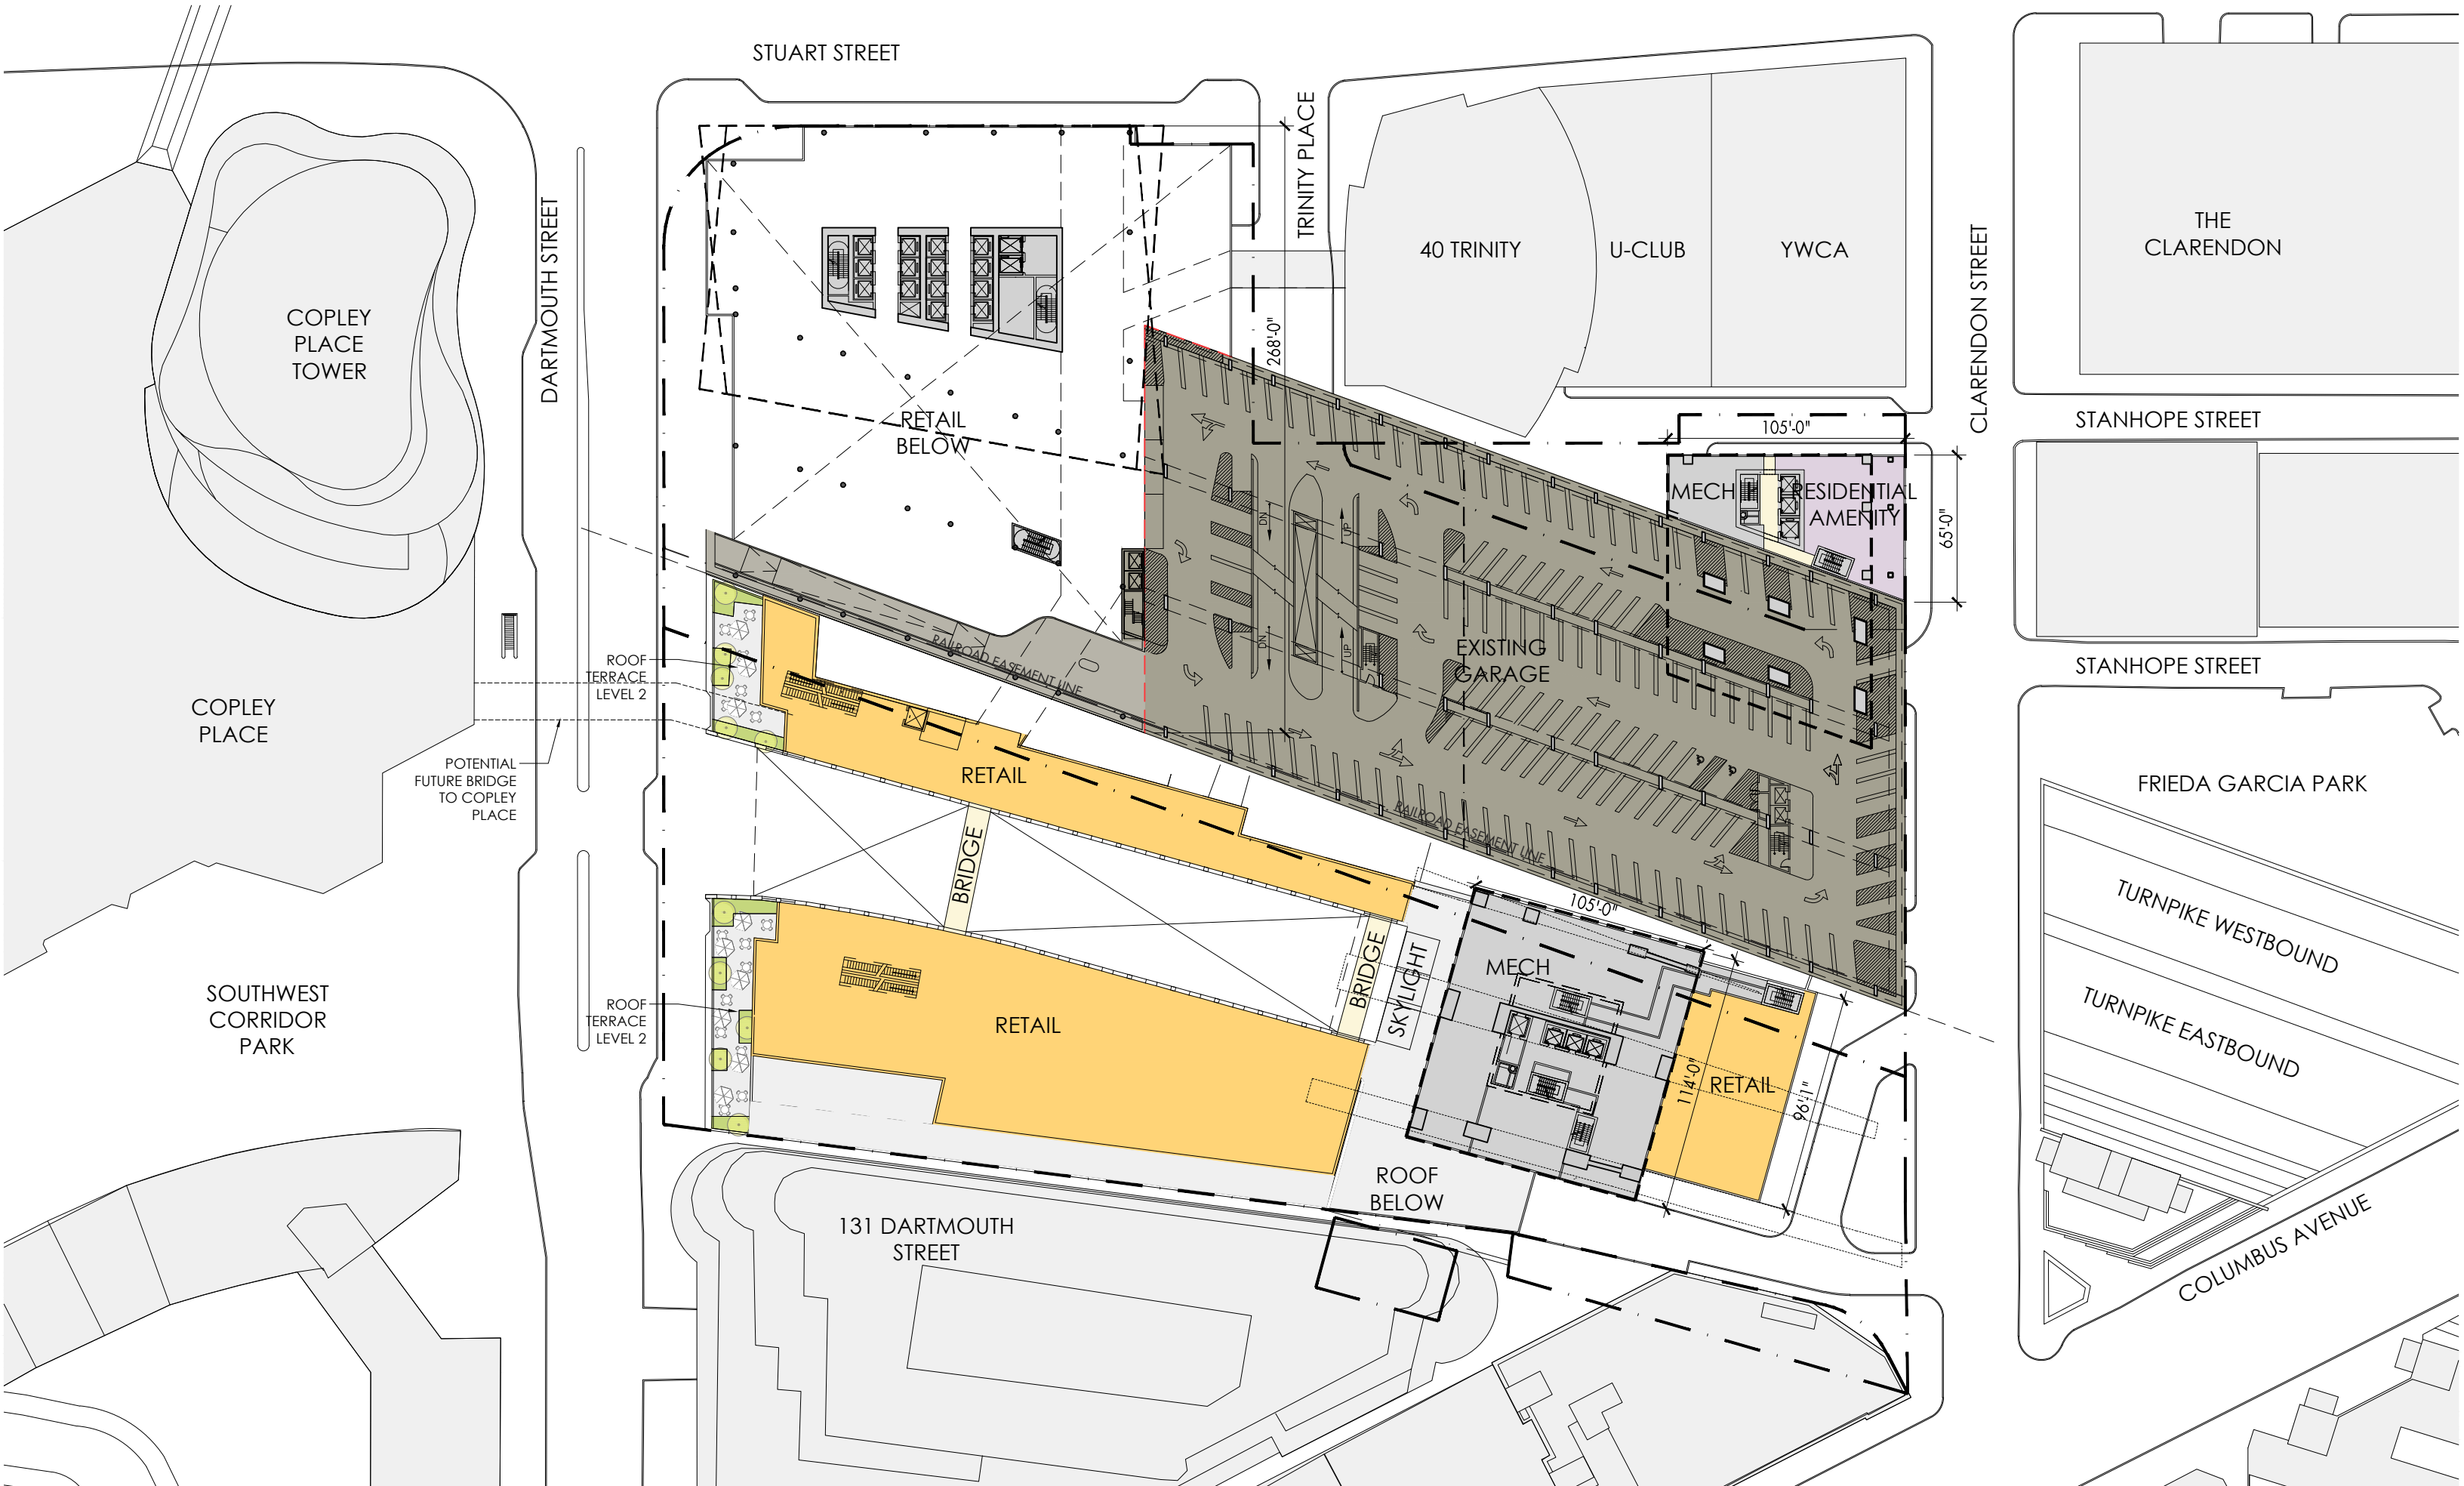 STUART STREET
TRINITY PLACE
DARTMOUTH STREET
CLARENDON STREET
THE
CLARENDON
40 TRINITY
U-CLUB
YWCA
COPLEY
PLACE
TOWER
268'-0"
RETAIL
BELOW
105'-0"
STANHOPE STREET
MECH
RESIDENTIAL
AMENITY
65'-0"
DN
UP
DN
UP
EXISTING
GARAGE
RAILROAD EASEMENT LINE
ROOF
TERRACE
LEVEL 2
STANHOPE STREET
COPLEY
PLACE
POTENTIAL
FUTURE BRIDGE
TO COPLEY
PLACE
RETAIL
FRIEDA GARCIA PARK
RAILROAD EASEMENT LINE
BRIDGE
105'-0"
TURNPIKE WESTBOUND
BRIDGE
SKYLIGHT
MECH
SOUTHWEST
CORRIDOR
PARK
ROOF
TERRACE
LEVEL 2
RETAIL
TURNPIKE EASTBOUND
114'-0"
RETAIL
96'-1"
ROOF
BELOW
131 DARTMOUTH
STREET
COLUMBUS AVENUE